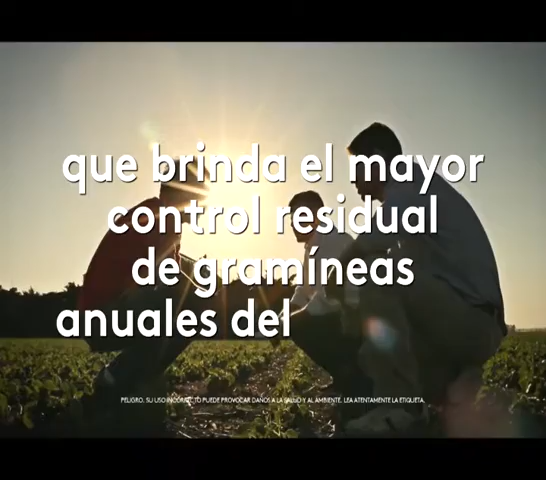 que brinda el mayor
control residual
de gramíneas
anuales del
PELIGRO. SU USO INCORRECTO PUEDE PROVOCAR DAÑOS A LA SALUD Y AL AMBIENTE. LEA ATENTAMENTE LA ETIQUETA.